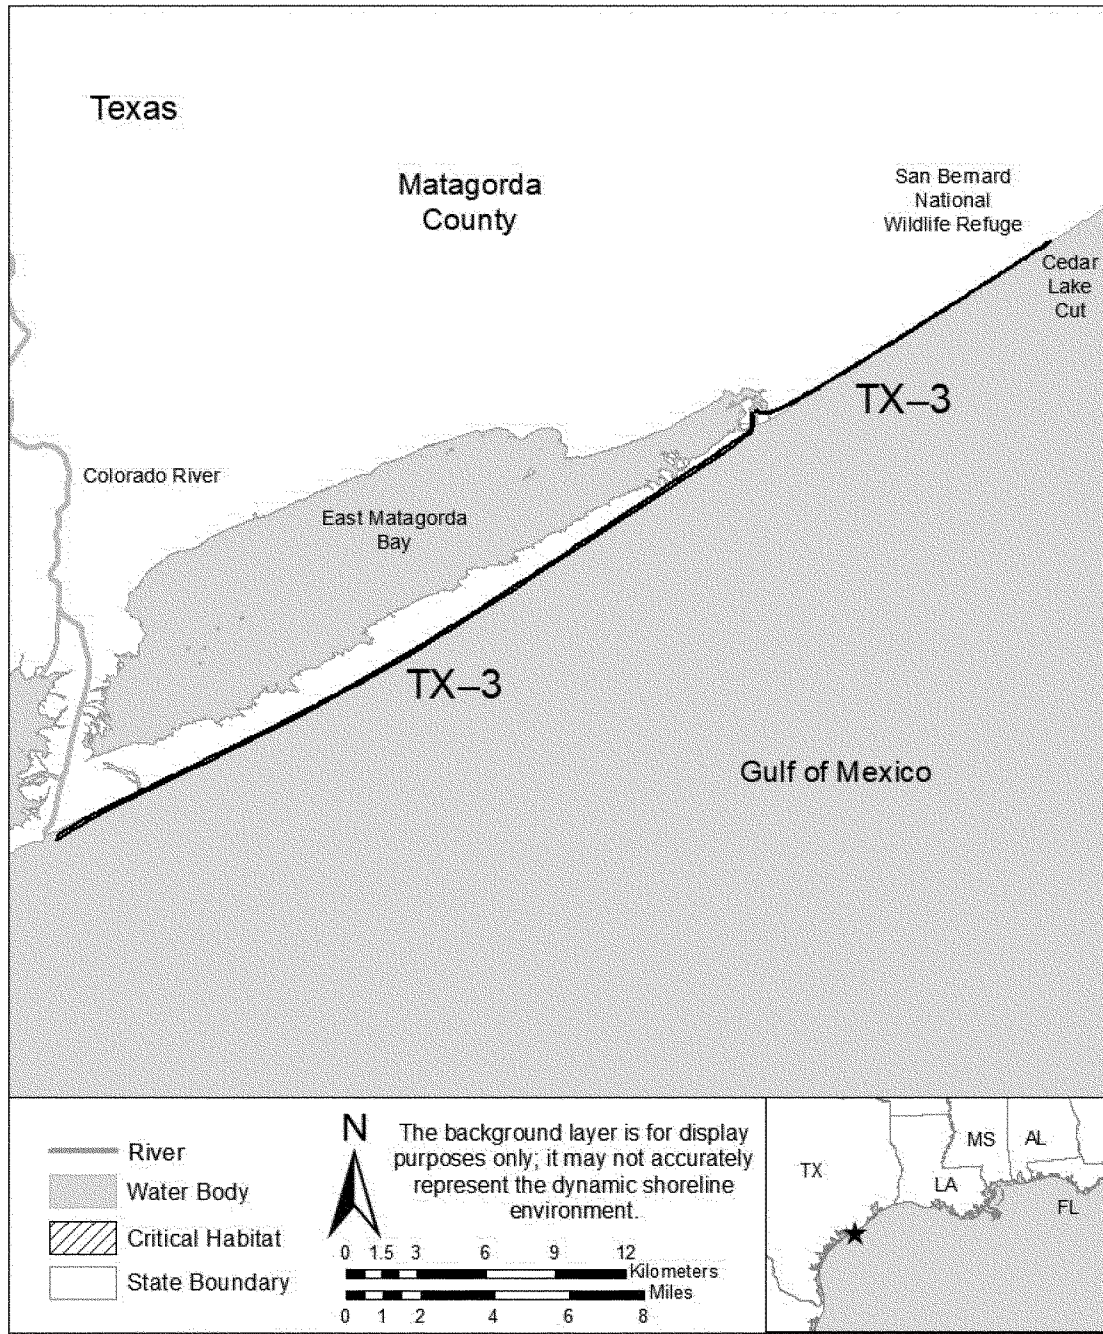 Texas
Matagorda
County
San Bernard
National
Wildlife Refuge
Cedar
Lake
Cut
TX–3
Colorado River
East Matagorda
Bay
TX–3
Gulf of Mexico
River
Water Body
Critical Habitat
State Boundary
N
The background layer is for display
purposes only; it may not accurately
represent the dynamic shoreline
environment.
0 1.5 3 6 9 12
Kilometers
Miles
0 1 2 4 6 8
TX
LA
MS
AL
FL